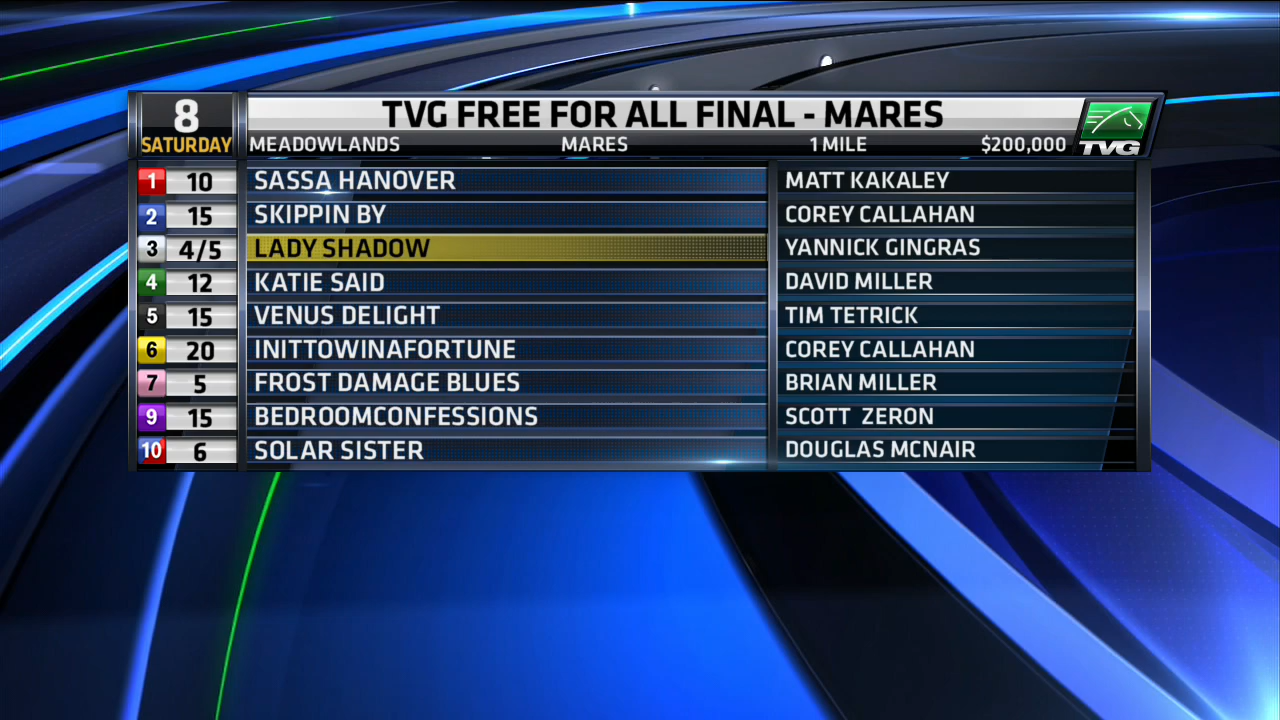 8 TVG FREE FOR ALL FINAL - MARES
SATURDAY MEADOWLANDS MARES 1 MILE $200,000 TVG
1 10 SASSA HANOVER MATT KAKALEY
2 15 SKIPPIN BY COREY CALLAHAN
3 4/5 LADY SHADOW YANNICK GINGRAS
4 12 KATIE SAID DAVID MILLER
5 15 VENUS DELIGHT TIM TETRICK
6 20 INITTOWINAFORTUNE COREY CALLAHAN
7 5 FROST DAMAGE BLUES BRIAN MILLER
9 15 BEDROOMCONFESSIONS SCOTT ZERON
10 6 SOLAR SISTER DOUGLAS MCNAIR